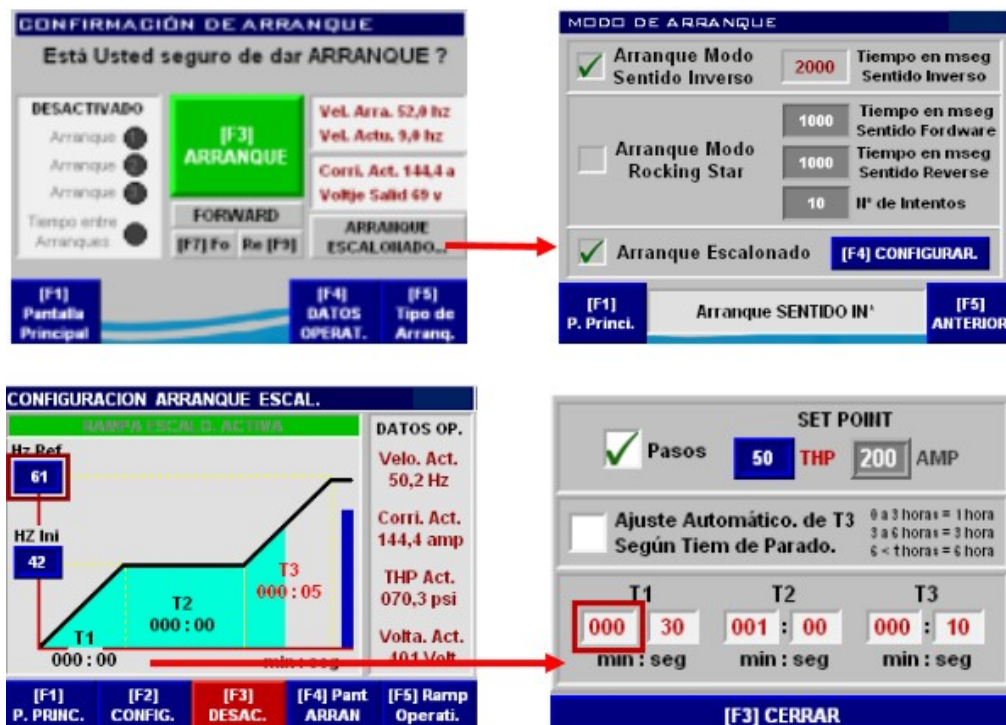 CONFIRMACIÓN DE ARRANQUE
Está Usted seguro de dar ARRANQUE ?
DESACTIVADO
Arranque 1
Arranque 2
Arranque 3
Tiempo entre
Arranques
[F3]
ARRANQUE
FORWARD
[F7] Fo Re [F9]
Vel. Arra. 52,0 hz
Vel. Actu. 9,0 hz
Corri. Act. 144,4 a
Voltje Salid 69 v
ARRANQUE
ESCALONADO...
[F1]
Pantalla
Principal
[F4]
DATOS
OPERAT.
[F5]
Tipo de
Arranq.
MODO DE ARRANQUE
Arranque Modo
Sentido Inverso
2000
Tiempo en mseg
Sentido Inverso
Arranque Modo
Rocking Star
1000
Tiempo en mseg
Sentido Fordware
1000
Tiempo en mseg
Sentido Reverse
10
N° de Intentos
Arranque Escalonado
[F4] CONFIGURAR.
[F1]
P. Princi.
Arranque SENTIDO IN'
[F5]
ANTERIOR
CONFIGURACION ARRANQUE ESCAL.
RAMPA ESCALO. ACTIVA
Hz Ref
61
HZ Ini
42
T1
000 : 00
T2
000 : 00
T3
000 : 05
min : seg
DATOS OP.
Velo. Act.
50,2 Hz
Corri. Act.
144,4 amp
THP Act.
070,3 psi
Volta. Act.
401 Volt
[F1]
P. PRINC.
[F2]
CONFIG.
[F3]
DESAC.
[F4] Pant
ARRAN
[F5] Ramp
Operati.
SET POINT
Pasos
50 THP 200 AMP
Ajuste Automático. de T3
Según Tiem de Parado.
0 a 3 horas = 1 hora
3 a 6 horas = 3 hora
6 < t horas = 6 hora
T1 T2 T3
000 30 001 : 00 000 : 10
min : seg min : seg min : seg
[F3] CERRAR